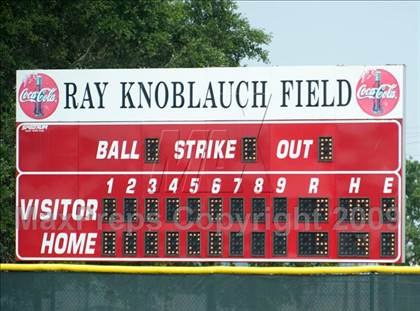 Coca-Cola RAY KNOBLAUCH FIELD Coca-Cola
BALL STRIKE OUT
1 2 3 4 5 6 7 8 9 R H E
VISITOR
HOME
MaxPreps.com
Copyright©2009